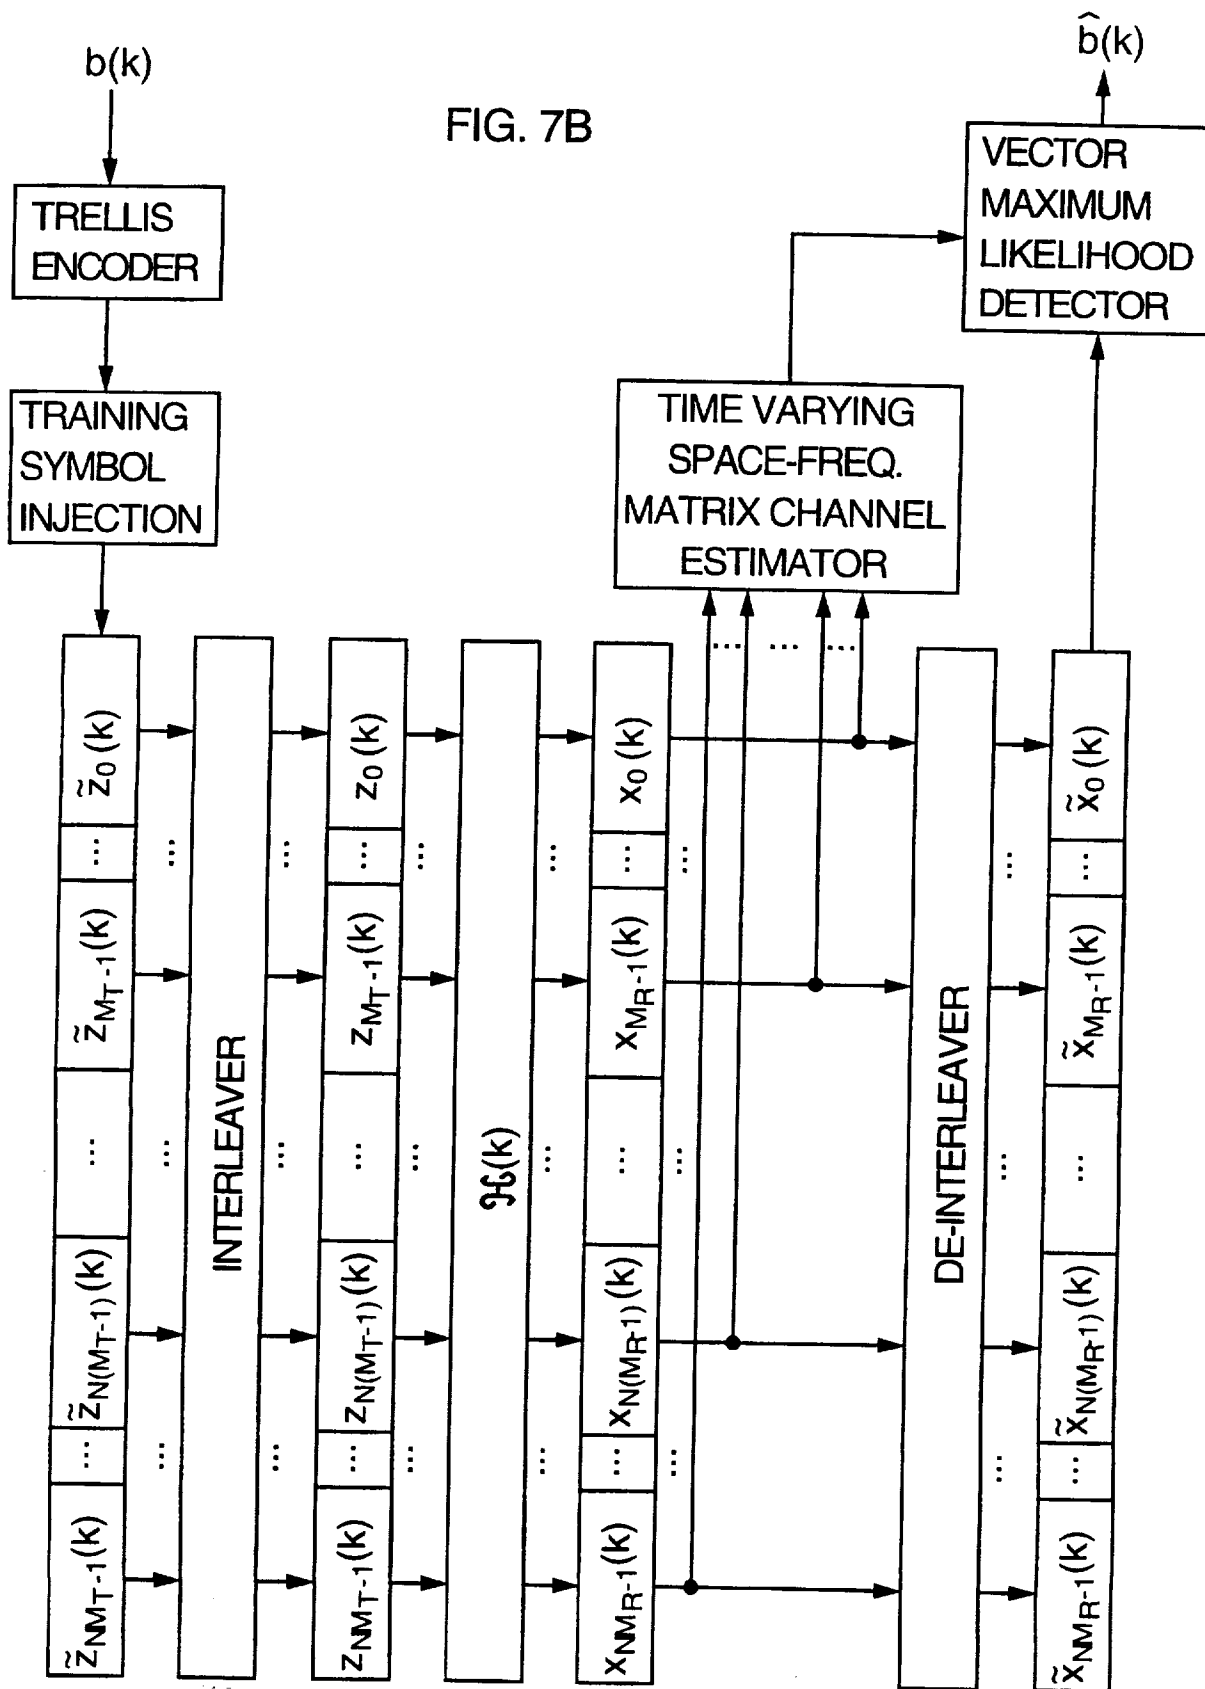 FIG. 7B
b(k)
TRELLIS
ENCODER
TRAINING
SYMBOL
INJECTION
b̂(k)
VECTOR
MAXIMUM
LIKELIHOOD
DETECTOR
TIME VARYING
SPACE-FREQ.
MATRIX CHANNEL
ESTIMATOR
... ... ...
z̃0(k)
...
z̃MT-1(k)
...
z̃N(MT-1)(k)
...
z̃NMT-1(k)
... ... ...
INTERLEAVER
... ... ...
z0(k)
...
zMT-1(k)
...
zN(MT-1)(k)
...
zNMT-1(k)
... ... ...
ℋ(k)
... ... ...
x0(k)
...
xMR-1(k)
...
xN(MR-1)(k)
...
xNMR-1(k)
... ... ...
DE-INTERLEAVER
... ... ...
x̃0(k)
...
x̃MR-1(k)
...
x̃N(MR-1)(k)
...
x̃NMR-1(k)